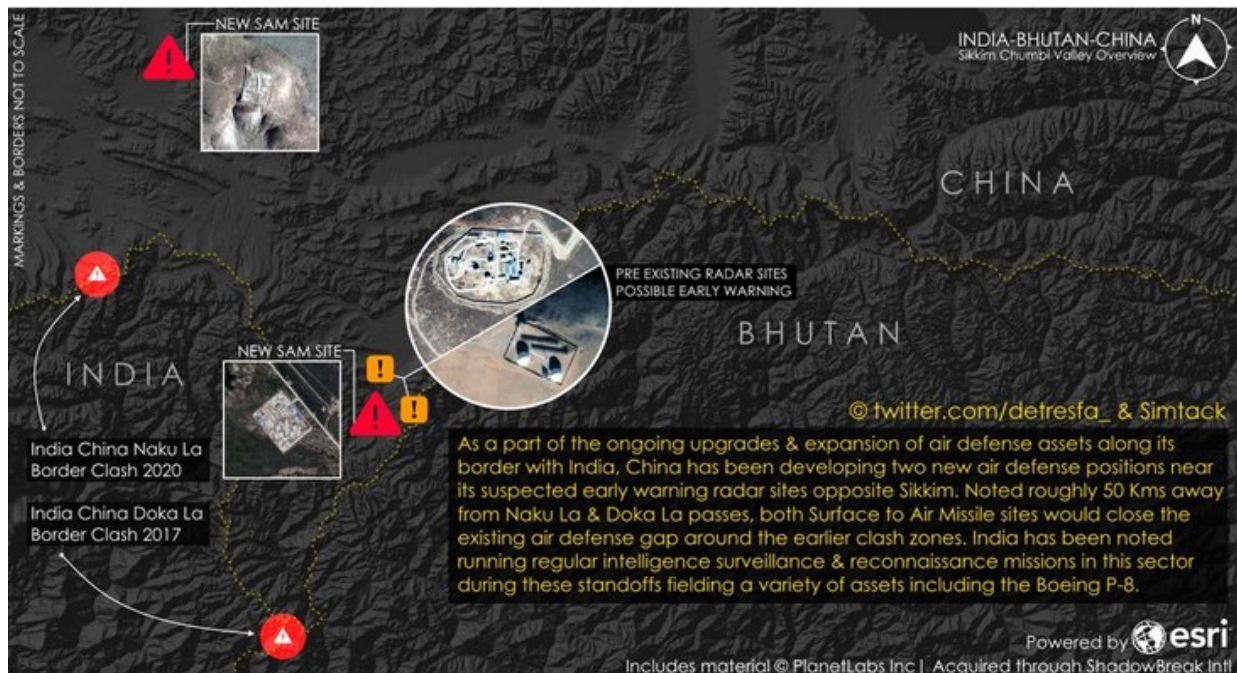 MARKINGS & BORDERS NOT TO SCALE
NEW SAM SITE
INDIA-BHUTAN-CHINA
Sikkim Chumbi Valley Overview
N
CHINA
PRE EXISTING RADAR SITES
POSSIBLE EARLY WARNING
BHUTAN
NEW SAM SITE
INDIA
India China Naku La
Border Clash 2020
India China Doka La
Border Clash 2017
© twitter.com/detresfa_ & Simtack
As a part of the ongoing upgrades & expansion of air defense assets along its
border with India, China has been developing two new air defense positions near
its suspected early warning radar sites opposite Sikkim. Noted roughly 50 Kms away
from Naku La & Doka La passes, both Surface to Air Missile sites would close the
existing air defense gap around the earlier clash zones. India has been noted
running regular intelligence surveillance & reconnaissance missions in this sector
during these standoffs fielding a variety of assets including the Boeing P-8.
Powered by esri
Includes material © PlanetLabs Inc | Acquired through ShadowBreak Intl